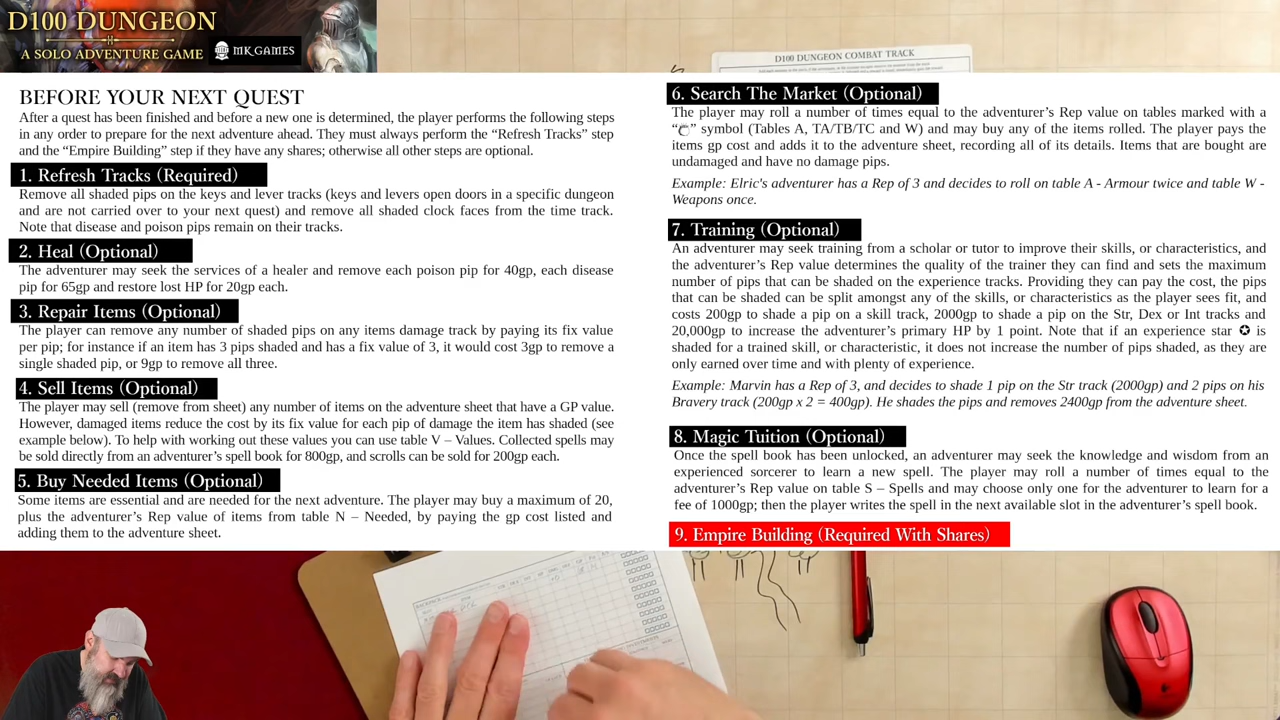 D100 DUNGEON
A SOLO ADVENTURE GAME
MK GAMES
D100 DUNGEON COMBAT TRACK
BEFORE YOUR NEXT QUEST
After a quest has been finished and before a new one is determined, the player performs the following steps
in any order to prepare for the next adventure ahead. They must always perform the “Refresh Tracks” step
and the “Empire Building” step if they have any shares; otherwise all other steps are optional.
1. Refresh Tracks (Required)
Remove all shaded pips on the keys and lever tracks (keys and levers open doors in a specific dungeon
and are not carried over to your next quest) and remove all shaded clock faces from the time track.
Note that disease and poison pips remain on their tracks.
2. Heal (Optional)
The adventurer may seek the services of a healer and remove each poison pip for 40gp, each disease
pip for 65gp and restore lost HP for 20gp each.
3. Repair Items (Optional)
The player can remove any number of shaded pips on any items damage track by paying its fix value
per pip; for instance if an item has 3 pips shaded and has a fix value of 3, it would cost 3gp to remove a
single shaded pip, or 9gp to remove all three.
4. Sell Items (Optional)
The player may sell (remove from sheet) any number of items on the adventure sheet that have a GP value.
However, damaged items reduce the cost by its fix value for each pip of damage the item has shaded (see
example below). To help with working out these values you can use table V – Values. Collected spells may
be sold directly from an adventurer’s spell book for 800gp, and scrolls can be sold for 200gp each.
5. Buy Needed Items (Optional)
Some items are essential and are needed for the next adventure. The player may buy a maximum of 20,
plus the adventurer’s Rep value of items from table N – Needed, by paying the gp cost listed and
adding them to the adventure sheet.
6. Search The Market (Optional)
The player may roll a number of times equal to the adventurer’s Rep value on tables marked with a
“ ” symbol (Tables A, TA/TB/TC and W) and may buy any of the items rolled. The player pays the
items gp cost and adds it to the adventure sheet, recording all of its details. Items that are bought are
undamaged and have no damage pips.
Example: Elric's adventurer has a Rep of 3 and decides to roll on table A - Armour twice and table W -
Weapons once.
7. Training (Optional)
An adventurer may seek training from a scholar or tutor to improve their skills, or characteristics, and
the adventurer’s Rep value determines the quality of the trainer they can find and sets the maximum
number of pips that can be shaded on the experience tracks. Providing they can pay the cost, the pips
that can be shaded can be split amongst any of the skills, or characteristics as the player sees fit, and
costs 200gp to shade a pip on a skill track, 2000gp to shade a pip on the Str, Dex or Int tracks and
20,000gp to increase the adventurer’s primary HP by 1 point. Note that if an experience star ✪ is
shaded for a trained skill, or characteristic, it does not increase the number of pips shaded, as they are
only earned over time and with plenty of experience.
Example: Marvin has a Rep of 3, and decides to shade 1 pip on the Str track (2000gp) and 2 pips on his
Bravery track (200gp x 2 = 400gp). He shades the pips and removes 2400gp from the adventure sheet.
8. Magic Tuition (Optional)
Once the spell book has been unlocked, an adventurer may seek the knowledge and wisdom from an
experienced sorcerer to learn a new spell. The player may roll a number of times equal to the
adventurer’s Rep value on table S – Spells and may choose only one for the adventurer to learn for a
fee of 1000gp; then the player writes the spell in the next available slot in the adventurer’s spell book.
9. Empire Building (Required With Shares)